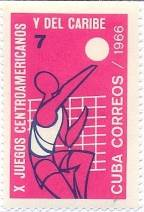 X JUEGOS CENTROAMERICANOS
Y DEL CARIBE
7
CUBA CORREOS / 1966